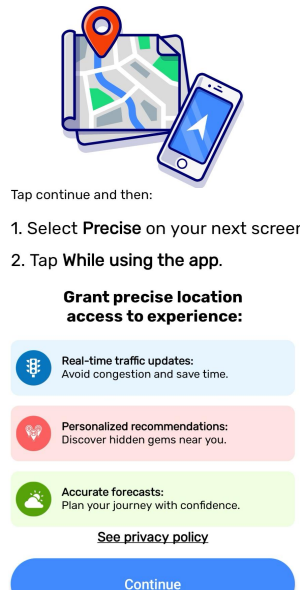 Tap continue and then:
1. Select Precise on your next screen
2. Tap While using the app.
Grant precise location
access to experience:
Real-time traffic updates:
Avoid congestion and save time.
Personalized recommendations:
Discover hidden gems near you.
Accurate forecasts:
Plan your journey with confidence.
See privacy policy
Continue